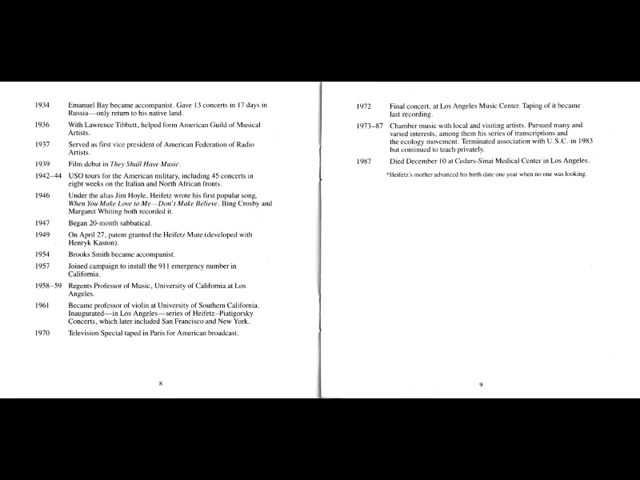 1934 Emanuel Bay became accompanist. Gave 13 concerts in 17 days in
Russia—only return to his native land.
1936 With Lawrence Tibbett, helped form American Guild of Musical
Artists.
1937 Served as first vice president of American Federation of Radio
Artists.
1939 Film debut in They Shall Have Music.
1942–44 USO tours for the American military, including 45 concerts in
eight weeks on the Italian and North African fronts.
1946 Under the alias Jim Hoyle, Heifetz wrote his first popular song,
When You Make Love to Me—Don't Make Believe. Bing Crosby and
Margaret Whiting both recorded it.
1947 Began 20-month sabbatical.
1949 On April 27, patent granted the Heifetz Mute (developed with
Henryk Kaston).
1954 Brooks Smith became accompanist.
1957 Joined campaign to install the 911 emergency number in
California.
1958–59 Regents Professor of Music, University of California at Los
Angeles.
1961 Became professor of violin at University of Southern California.
Inaugurated—in Los Angeles—series of Heifetz–Piatigorsky
Concerts, which later included San Francisco and New York.
1970 Television Special taped in Paris for American broadcast.
8
1972 Final concert, at Los Angeles Music Center. Taping of it became
last recording.
1973–87 Chamber music with local and visiting artists. Pursued many and
varied interests, among them his series of transcriptions and
the ecology movement. Terminated association with U.S.C. in 1983
but continued to teach privately.
1987 Died December 10 at Cedars-Sinai Medical Center in Los Angeles.
*Heifetz's mother advanced his birth date one year when no one was looking.
9